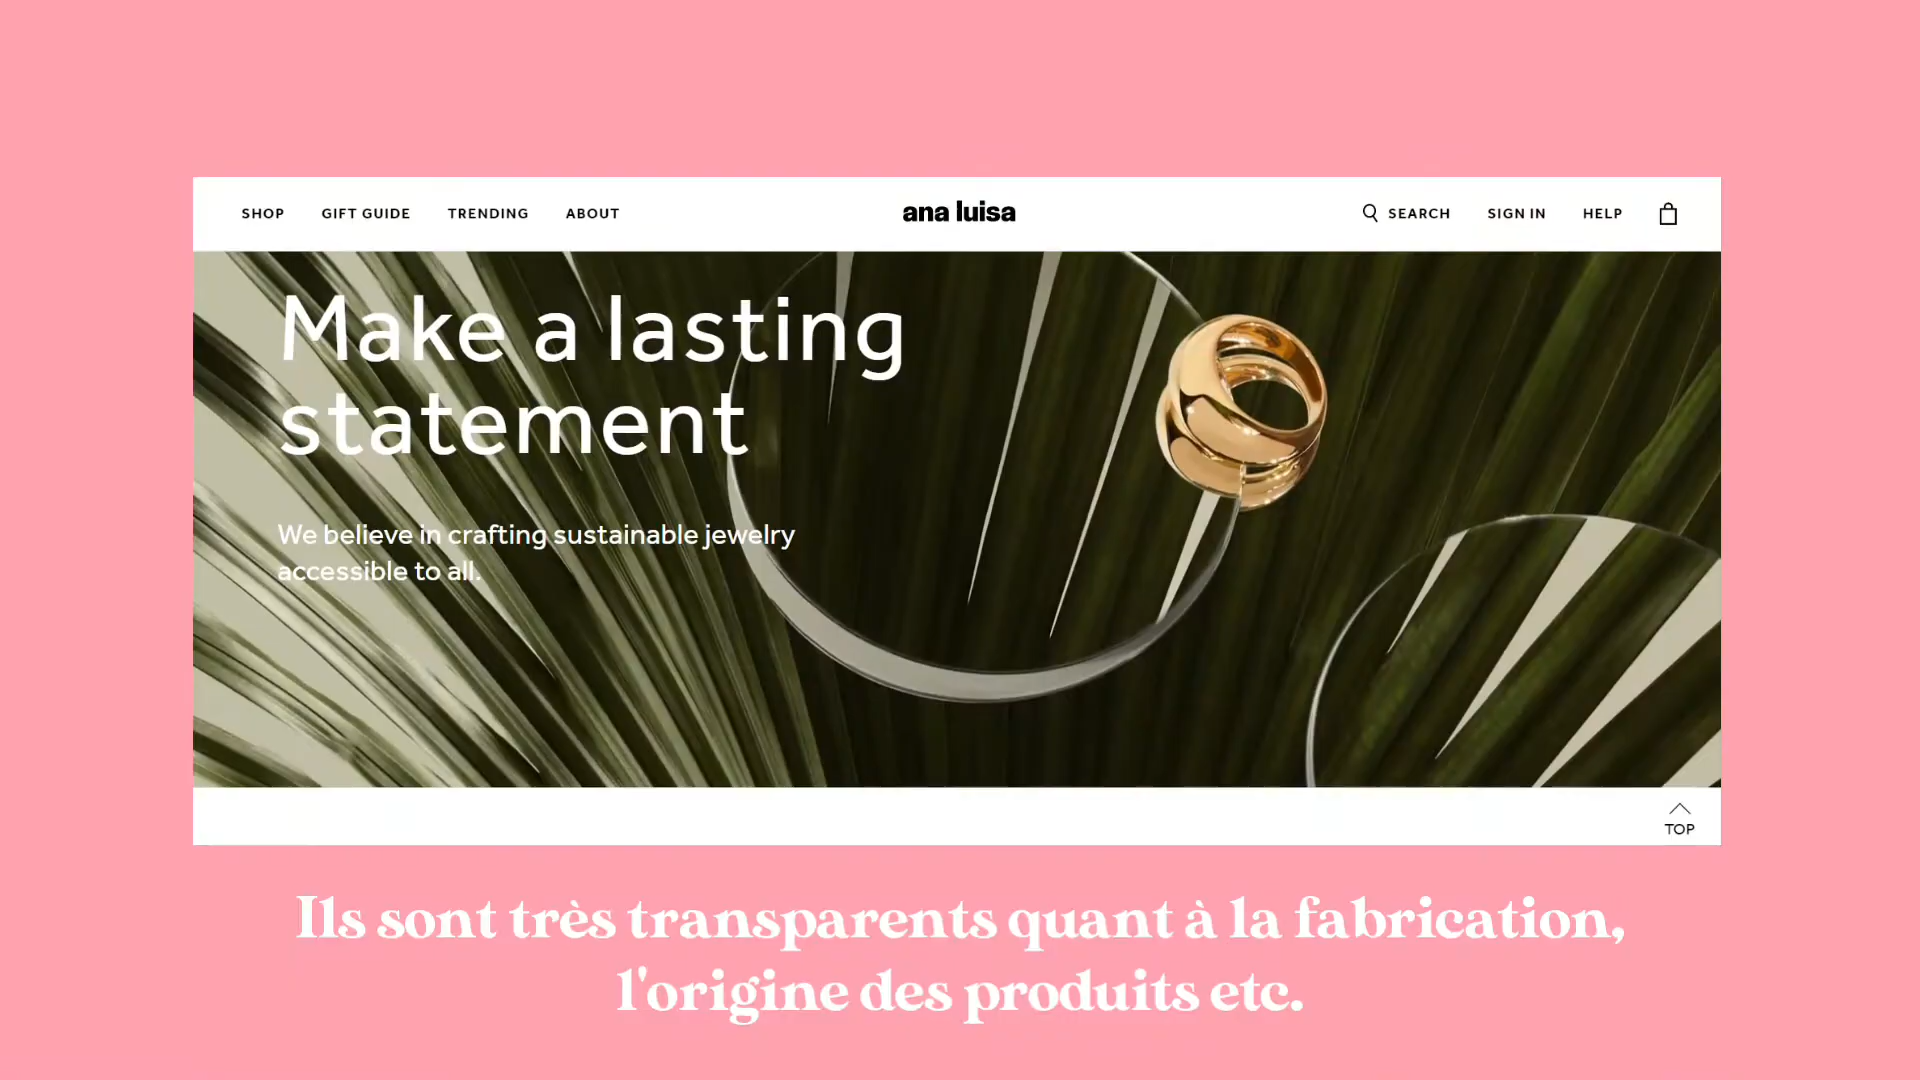 SHOP GIFT GUIDE TRENDING ABOUT ana luisa SEARCH SIGN IN HELP
Make a lasting
statement
We believe in crafting sustainable jewelry
accessible to all.
TOP
Ils sont très transparents quant à la fabrication,
l'origine des produits etc.